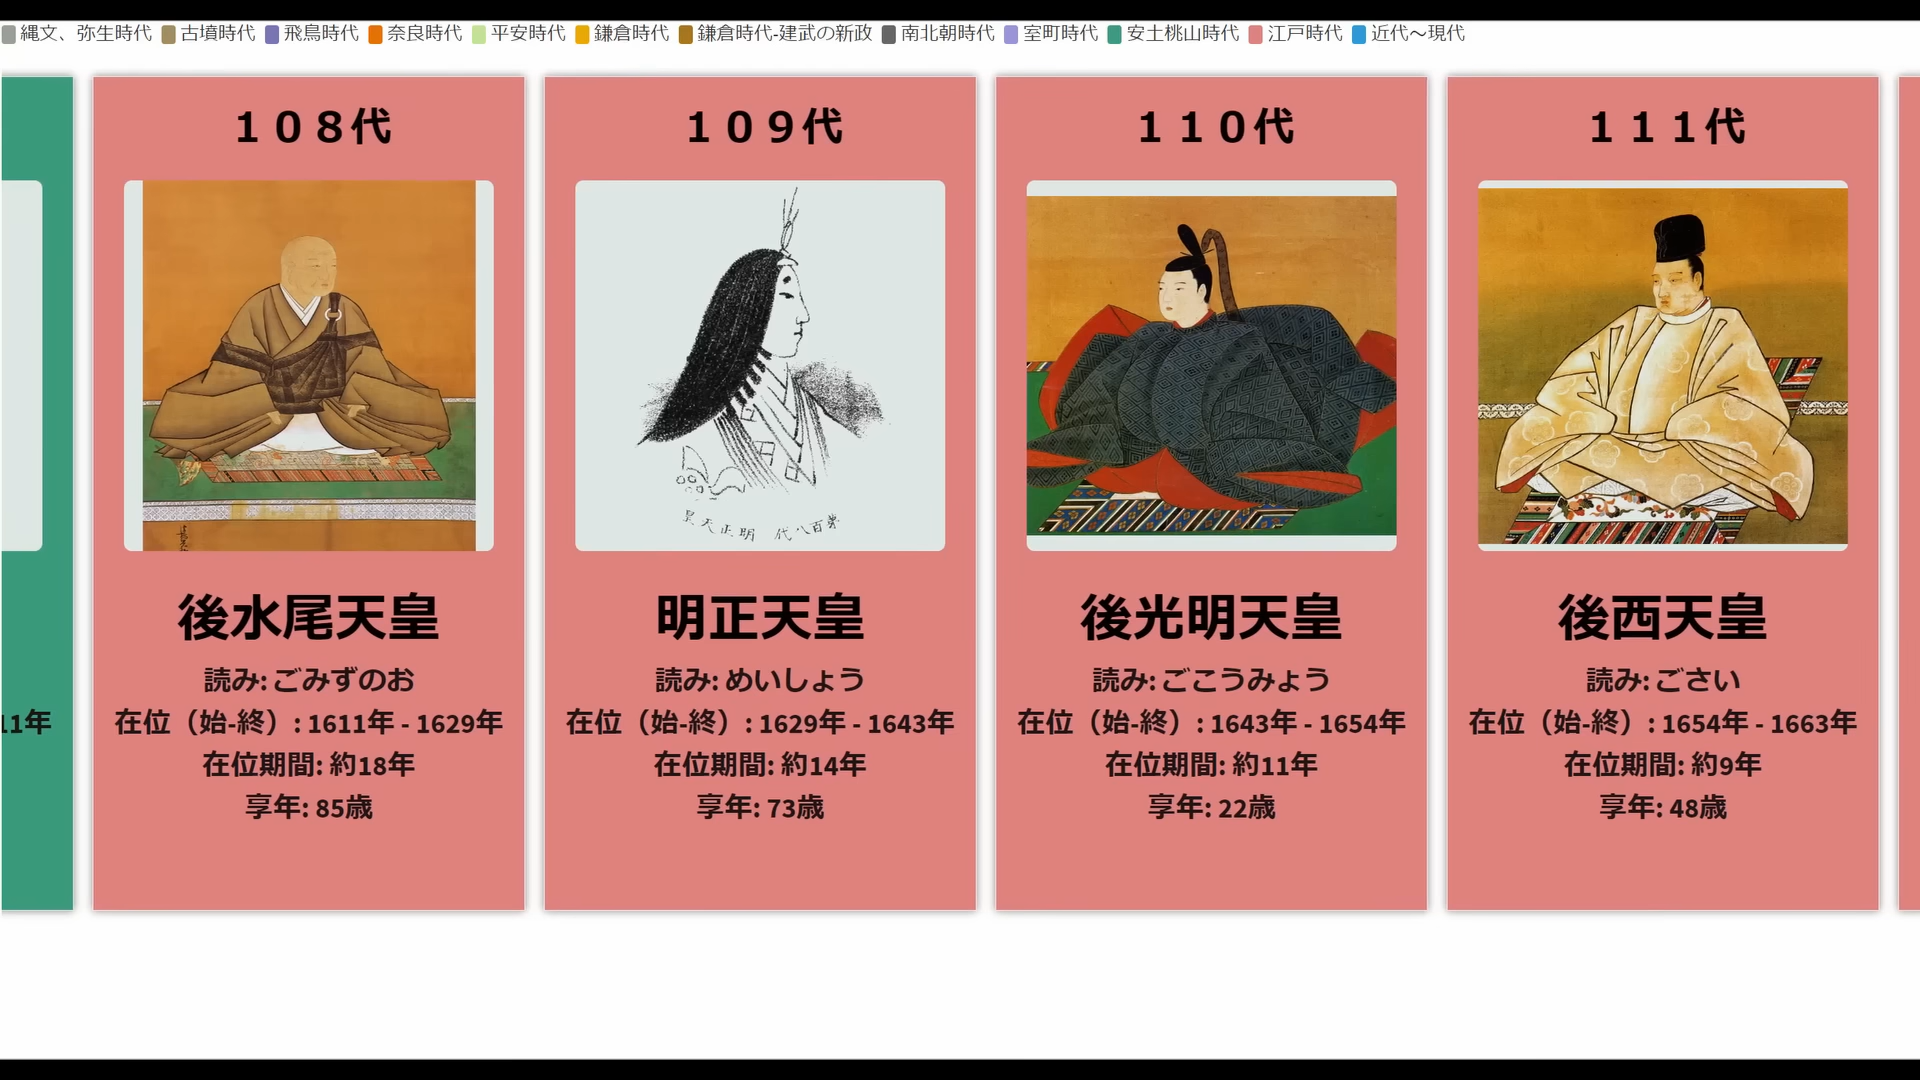 縄文、弥生時代 古墳時代 飛鳥時代 奈良時代 平安時代 鎌倉時代 鎌倉時代-建武の新政 南北朝時代 室町時代 安土桃山時代 江戸時代 近代～現代
11年
１０８代
後水尾天皇
読み: ごみずのお
在位（始-終）: 1611年 - 1629年
在位期間: 約18年
享年: 85歳
１０９代
皇天正明 代八百第
明正天皇
読み: めいしょう
在位（始-終）: 1629年 - 1643年
在位期間: 約14年
享年: 73歳
１１０代
後光明天皇
読み: ごこうみょう
在位（始-終）: 1643年 - 1654年
在位期間: 約11年
享年: 22歳
１１１代
後西天皇
読み: ごさい
在位（始-終）: 1654年 - 1663年
在位期間: 約9年
享年: 48歳